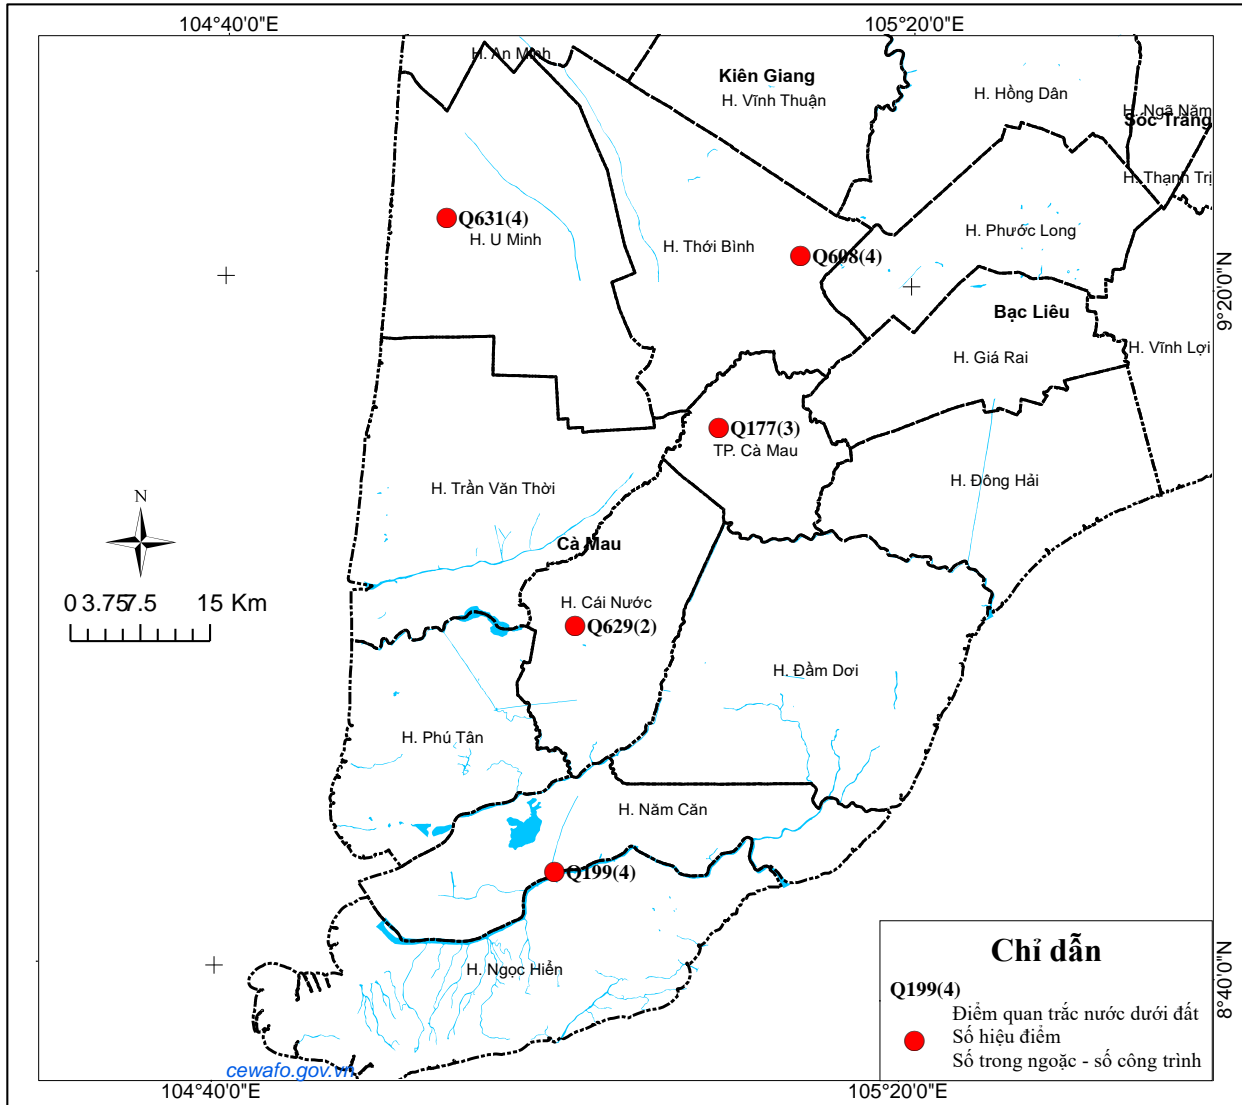 104°40'0"E
105°20'0"E
H. An Minh
Kiên Giang
H. Vĩnh Thuận
H. Hồng Dân
H. Ngã Năm
Sóc Trăng
H. Thạnh Trị
Q631(4)
H. U Minh
H. Thới Bình
H. Phước Long
Q608(4)
9°20'0"N
Bạc Liêu
H. Vĩnh Lợi
H. Giá Rai
Q177(3)
TP. Cà Mau
H. Trần Văn Thời
H. Đông Hải
N
Cà Mau
0 3.75 7.5 15 Km
H. Cái Nước
Q629(2)
H. Đầm Dơi
H. Phú Tân
H. Năm Căn
Q199(4)
H. Ngọc Hiển
Chỉ dẫn
Q199(4)
Điểm quan trắc nước dưới đất
Số hiệu điểm
Số trong ngoặc - số công trình
8°40'0"N
cewafo.gov.vn
104°40'0"E
105°20'0"E